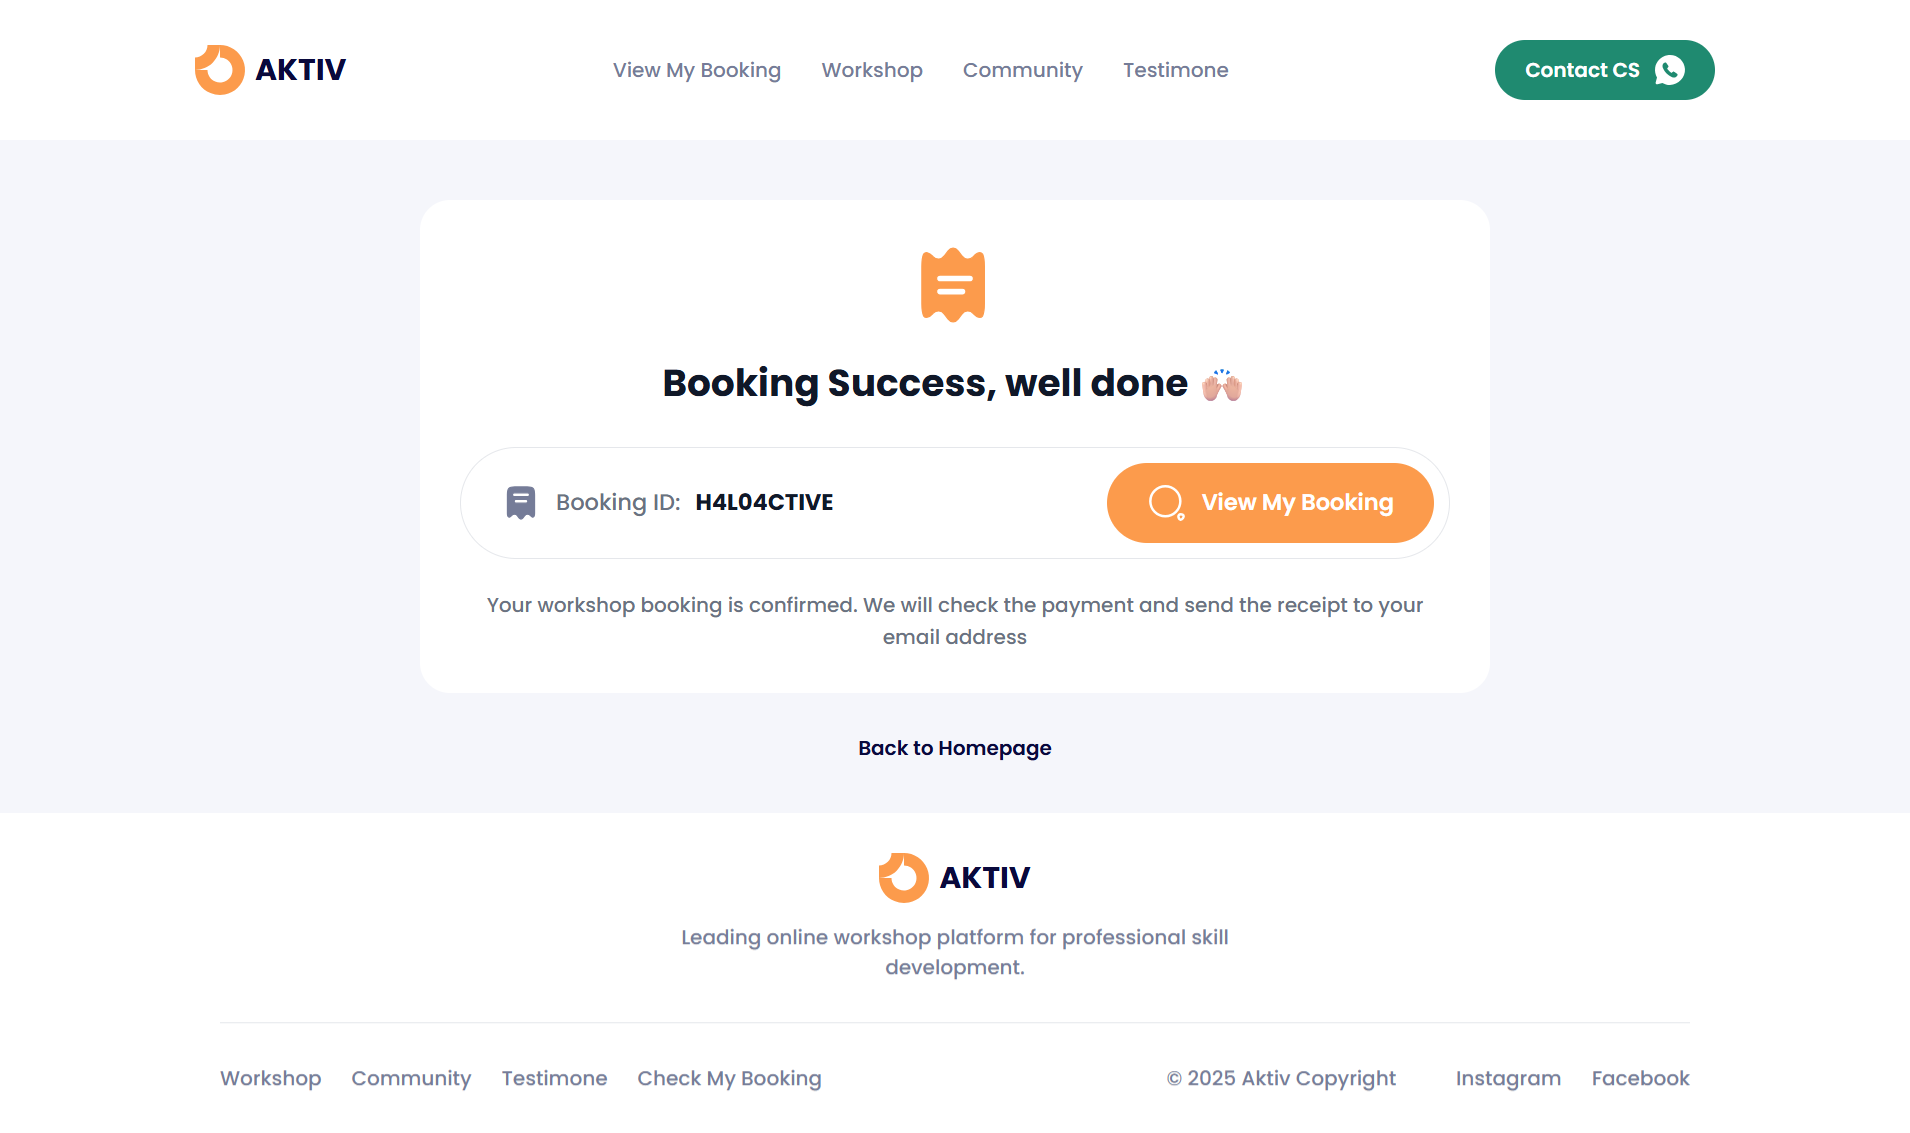 AKTIV
View My Booking
Workshop
Community
Testimone
Contact CS
Booking Success, well done 🙌🏼
Booking ID: H4L04CTIVE
View My Booking
Your workshop booking is confirmed. We will check the payment and send the receipt to your
email address
Back to Homepage
AKTIV
Leading online workshop platform for professional skill
development.
Workshop
Community
Testimone
Check My Booking
© 2025 Aktiv Copyright
Instagram
Facebook